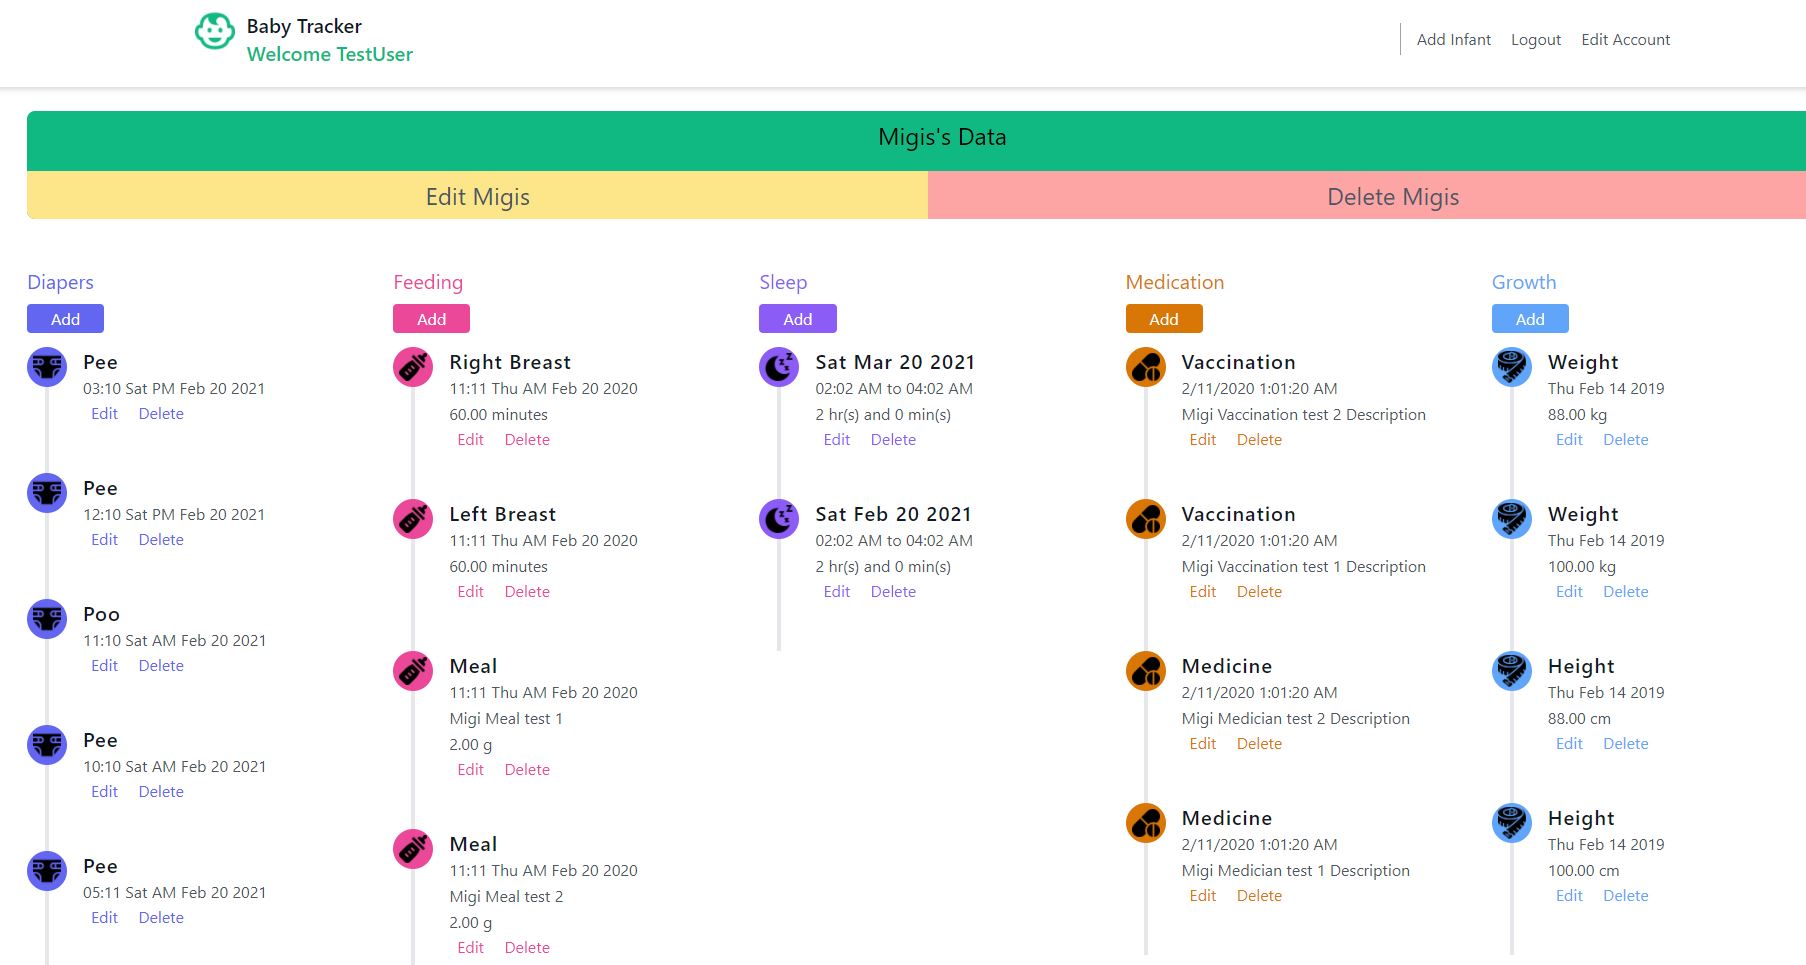 Baby Tracker
Welcome TestUser
Add Infant
Logout
Edit Account
Migis's Data
Edit Migis
Delete Migis
Diapers
Add
Pee
03:10 Sat PM Feb 20 2021
Edit Delete
Pee
12:10 Sat PM Feb 20 2021
Edit Delete
Poo
11:10 Sat AM Feb 20 2021
Edit Delete
Pee
10:10 Sat AM Feb 20 2021
Edit Delete
Pee
05:11 Sat AM Feb 20 2021
Edit Delete
Feeding
Add
Right Breast
11:11 Thu AM Feb 20 2020
60.00 minutes
Edit Delete
Left Breast
11:11 Thu AM Feb 20 2020
60.00 minutes
Edit Delete
Meal
11:11 Thu AM Feb 20 2020
Migi Meal test 1
2.00 g
Edit Delete
Meal
11:11 Thu AM Feb 20 2020
Migi Meal test 2
2.00 g
Edit Delete
Sleep
Add
Sat Mar 20 2021
02:02 AM to 04:02 AM
2 hr(s) and 0 min(s)
Edit Delete
Sat Feb 20 2021
02:02 AM to 04:02 AM
2 hr(s) and 0 min(s)
Edit Delete
Medication
Add
Vaccination
2/11/2020 1:01:20 AM
Migi Vaccination test 2 Description
Edit Delete
Vaccination
2/11/2020 1:01:20 AM
Migi Vaccination test 1 Description
Edit Delete
Medicine
2/11/2020 1:01:20 AM
Migi Medician test 2 Description
Edit Delete
Medicine
2/11/2020 1:01:20 AM
Migi Medician test 1 Description
Edit Delete
Growth
Add
Weight
Thu Feb 14 2019
88.00 kg
Edit Delete
Weight
Thu Feb 14 2019
100.00 kg
Edit Delete
Height
Thu Feb 14 2019
88.00 cm
Edit Delete
Height
Thu Feb 14 2019
100.00 cm
Edit Delete